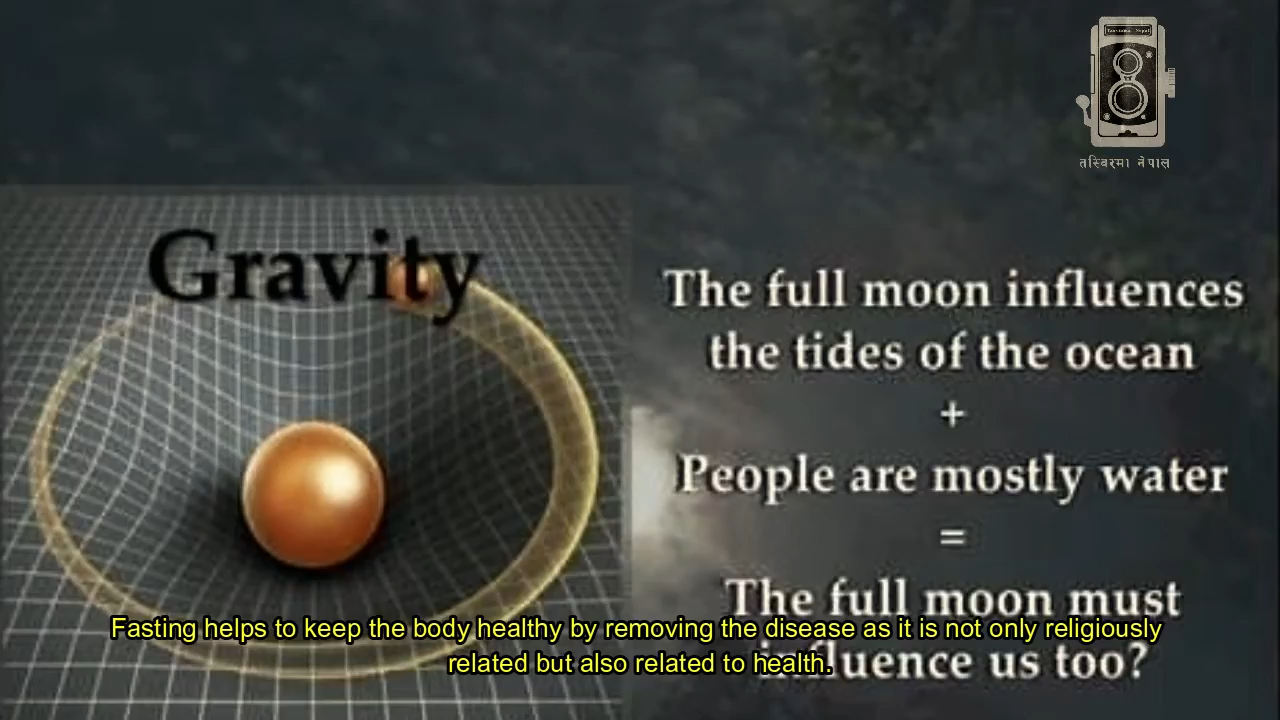 तस्बिरमा नेपाल
Gravity
The full moon influences
the tides of the ocean
+
People are mostly water
=
The full moon must
influence us too?
Fasting helps to keep the body healthy by removing the disease as it is not only religiously
related but also related to health.